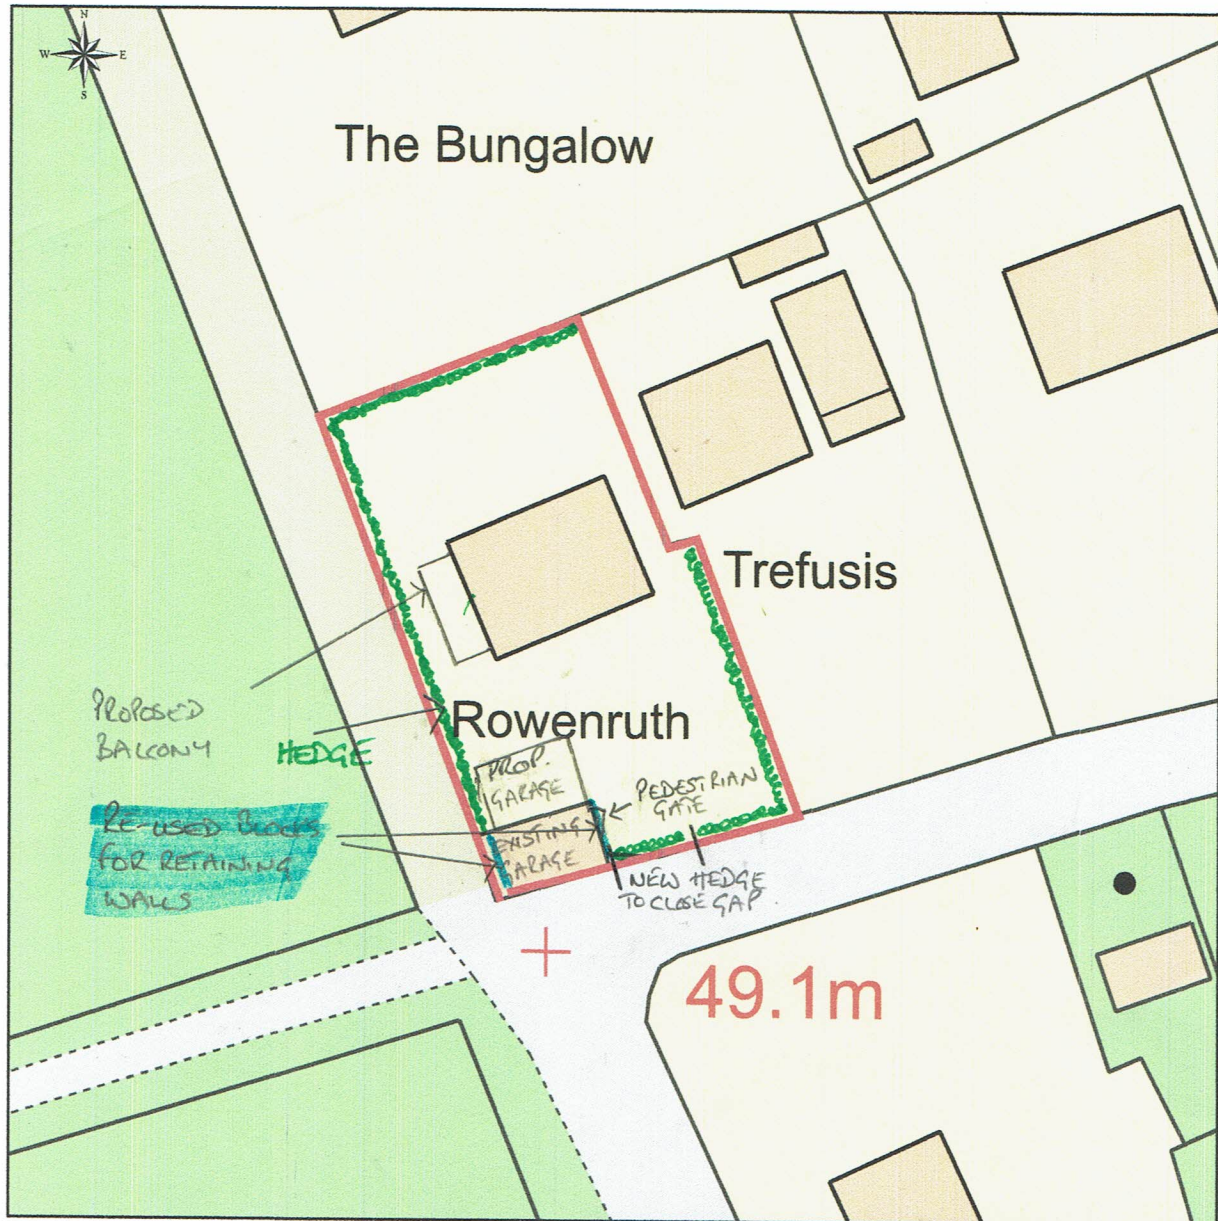 N
W E
S
The Bungalow
Trefusis
PROPOSED
BALCONY
HEDGE
Rowenruth
PROP.
GARAGE
PEDESTRIAN
GATE
RE-USED BLOCKS
FOR RETAINING
WALLS
EXISTING
GARAGE
NEW HEDGE
TO CLOSE GAP
49.1m